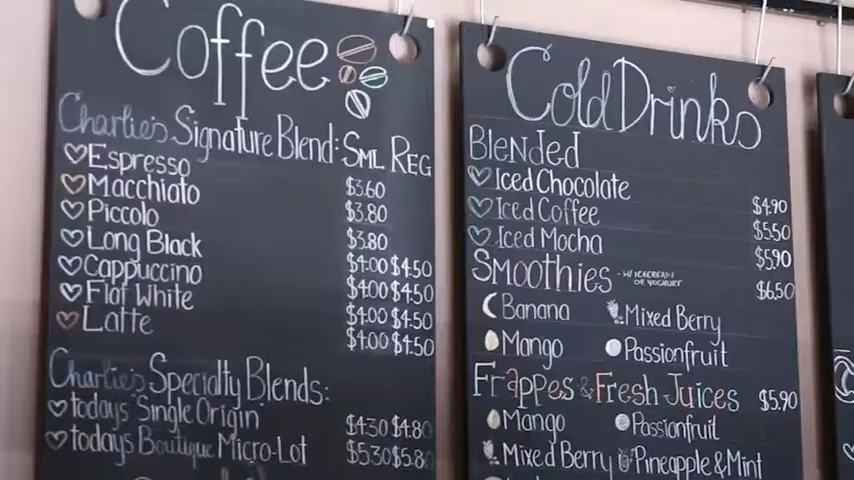 Coffee
Charlie's Signature Blend: SML REG
Espresso $3.60
Macchiato $3.80
Piccolo $3.80
Long Black $4.00 $4.50
Cappuccino $4.00 $4.50
Flat White $4.00 $4.50
Latte $4.00 $4.50
Charlie's Specialty Blends:
todays Single Origin $4.30 $4.80
todays Boutique Micro-Lot $5.30 $5.80
Cold Drinks
Blended
Iced Chocolate $4.90
Iced Coffee $5.50
Iced Mocha $5.90
Smoothies - W/ ICECREAM OR YOGHURT $6.50
Banana Mixed Berry
Mango Passionfruit
Frappes & Fresh Juices $5.90
Mango Passionfruit
Mixed Berry Pineapple & Mint